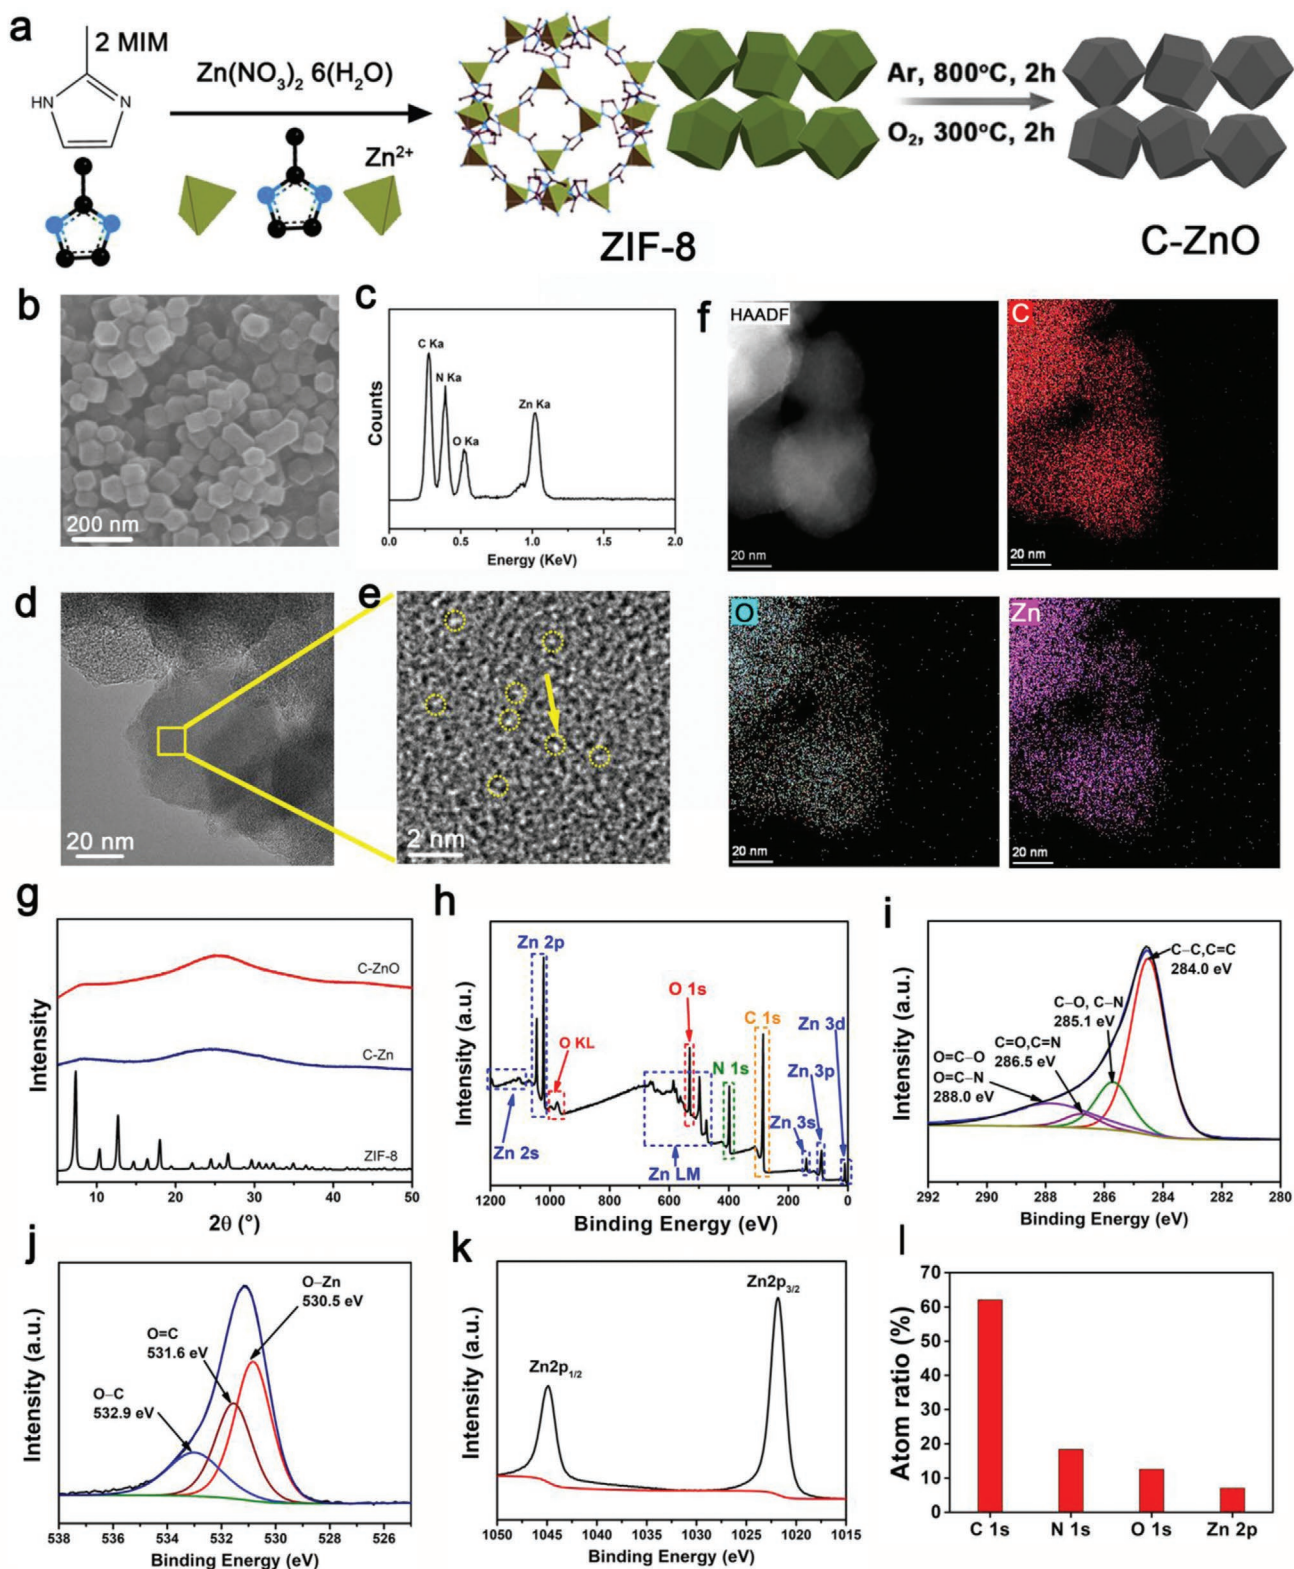 a
2 MIM
HN
N
Zn(NO₃)₂ 6(H₂O)
Zn²⁺
ZIF-8
Ar, 800°C, 2h
O₂, 300°C, 2h
C-ZnO
b
200 nm
c
Counts
C Ka
N Ka
O Ka
Zn Ka
0.0 0.5 1.0 1.5 2.0
Energy (KeV)
d
20 nm
e
2 nm
f
HAADF
20 nm
C
20 nm
O
20 nm
Zn
20 nm
g
Intensity
C-ZnO
C-Zn
ZIF-8
10 20 30 40 50
2θ (°)
h
Intensity (a.u.)
Zn 2p
O KL
Zn 2s
O 1s
Zn LM
N 1s
C 1s
Zn 3s
Zn 3p
Zn 3d
1200 1000 800 600 400 200 0
Binding Energy (eV)
i
Intensity (a.u.)
C–C,C=C
284.0 eV
C–O, C–N
285.1 eV
C=O,C=N
286.5 eV
O=C–O
O=C–N
288.0 eV
292 290 288 286 284 282 280
Binding Energy (eV)
j
Intensity (a.u.)
O–Zn
530.5 eV
O=C
531.6 eV
O–C
532.9 eV
538 536 534 532 530 528 526
Binding Energy (eV)
k
Intensity (a.u.)
Zn2p₁/₂
Zn2p₃/₂
1050 1045 1040 1035 1030 1025 1020 1015
Binding Energy (eV)
l
Atom ratio (%)
70
60
50
40
30
20
10
0
C 1s N 1s O 1s Zn 2p